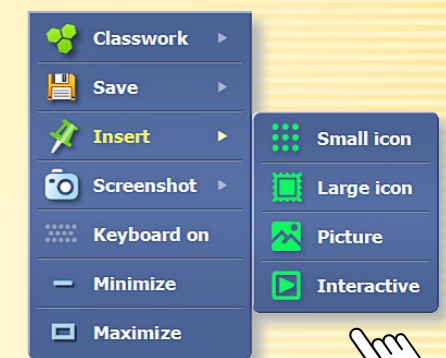 Classwork
Save
Insert
Screenshot
Keyboard on
Minimize
Maximize
Small icon
Large icon
Picture
Interactive